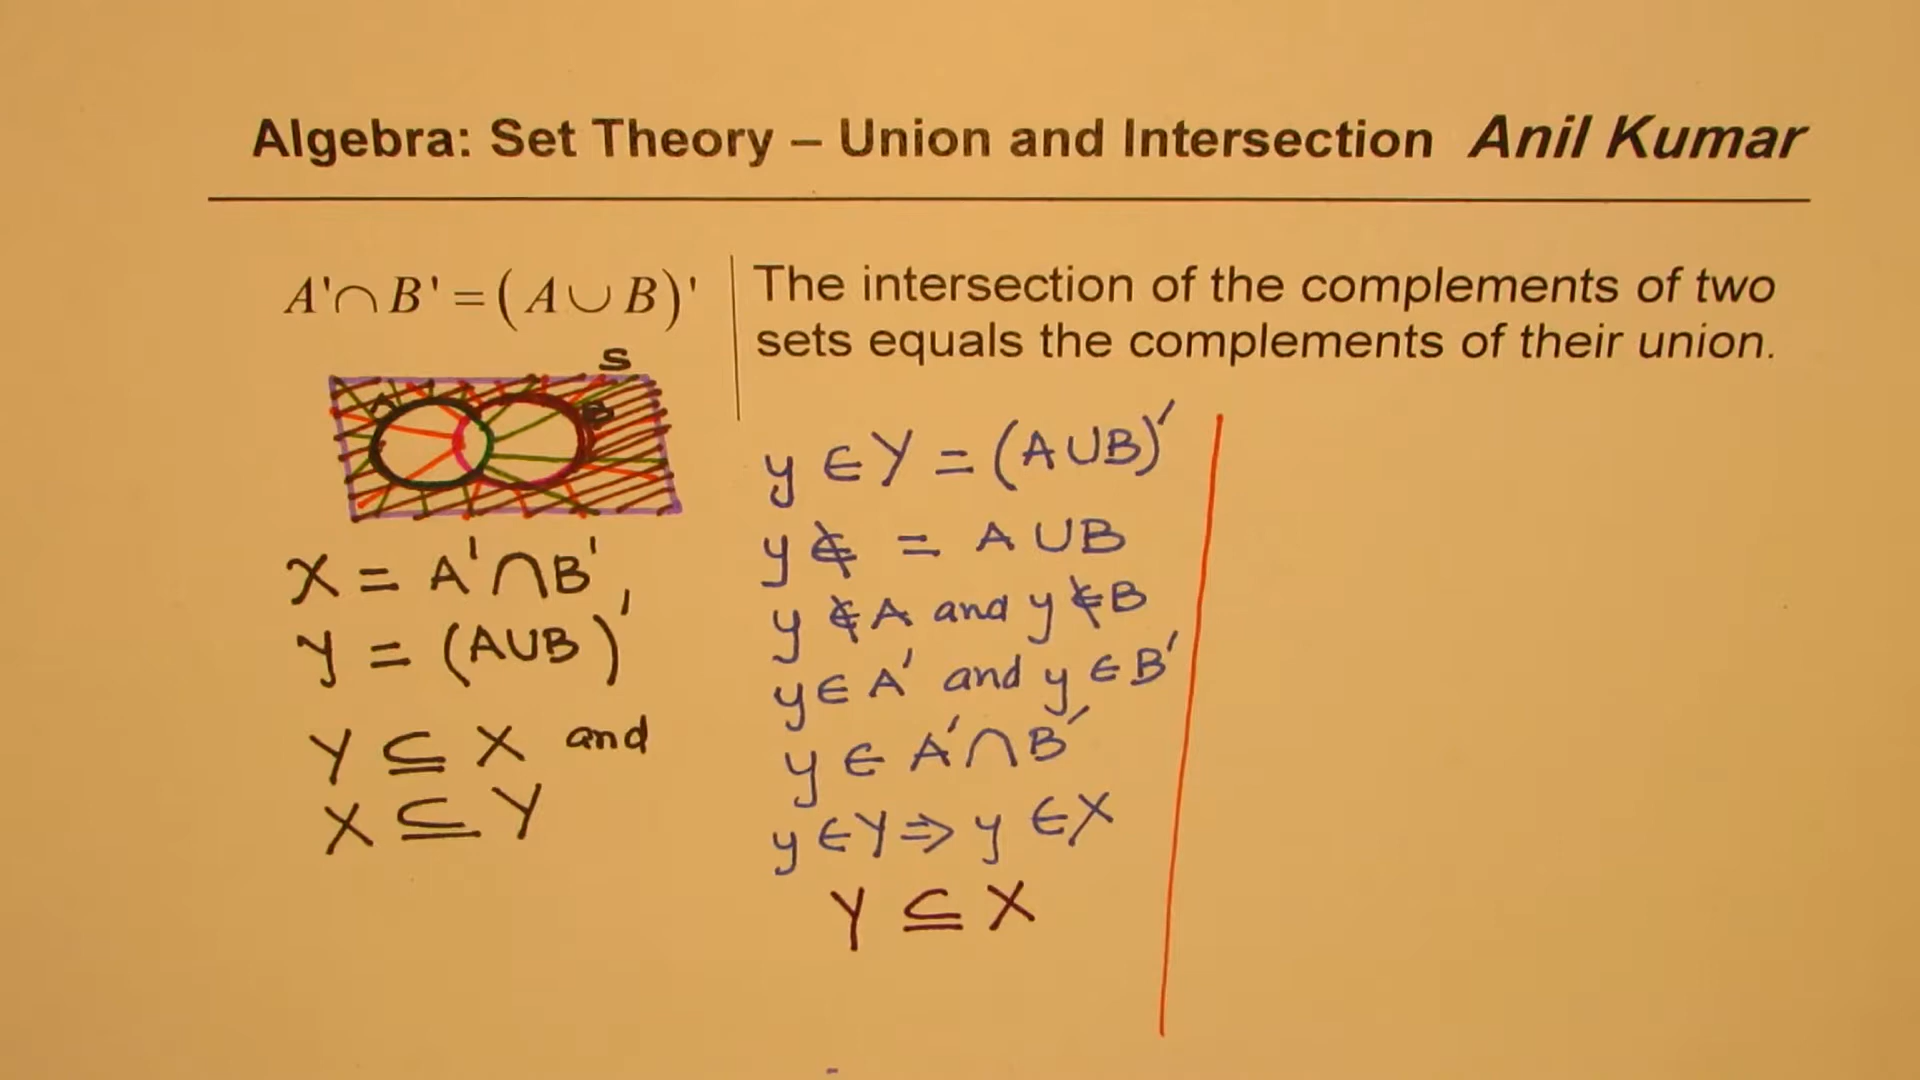 Algebra: Set Theory – Union and Intersection Anil Kumar
A'∩B'=(A∪B)'
The intersection of the complements of two
sets equals the complements of their union.
S
A
B
X = A'∩B',
Y = (A∪B)'
Y ⊆ X and
X ⊆ Y
y ∈ Y = (A∪B)'
y ∉ = A∪B
y ∉ A and y ∉ B
y ∈ A' and y ∈ B'
y ∈ A'∩B'
y ∈ Y ⇒ y ∈ X
Y ⊆ X